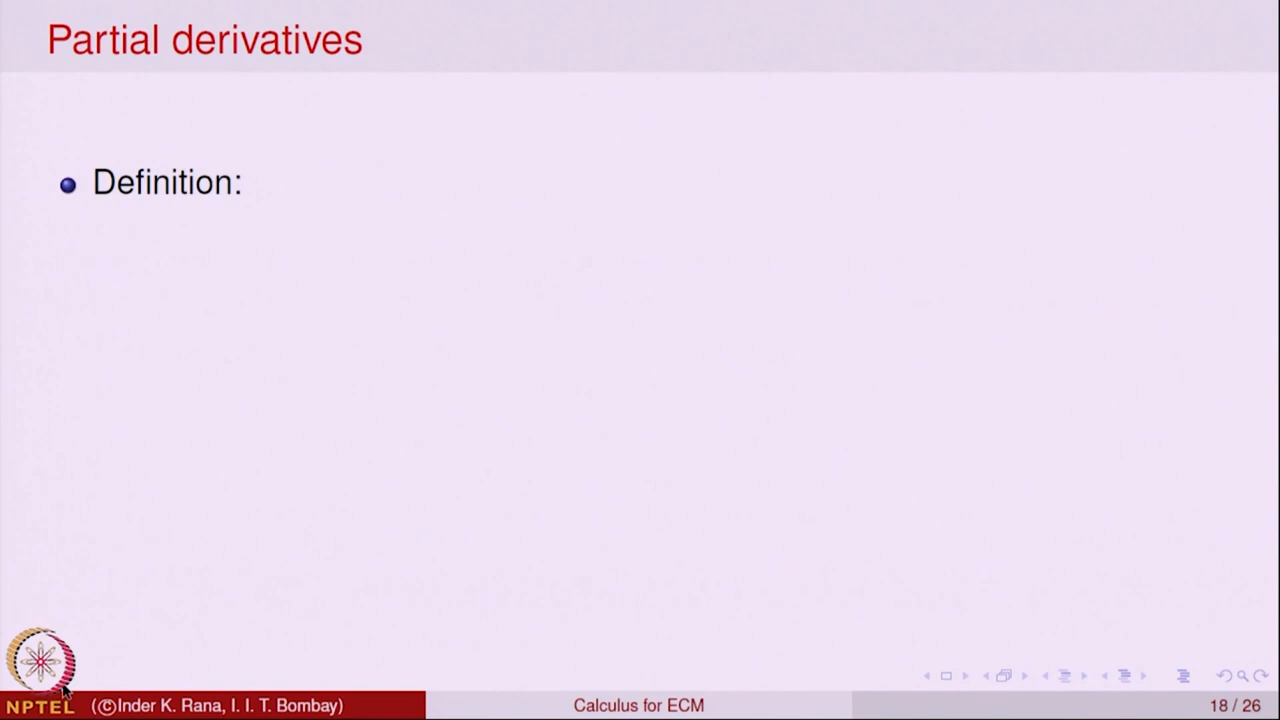 Partial derivatives
Definition:
NPTEL
(©Inder K. Rana, I. I. T. Bombay)
Calculus for ECM
18 / 26